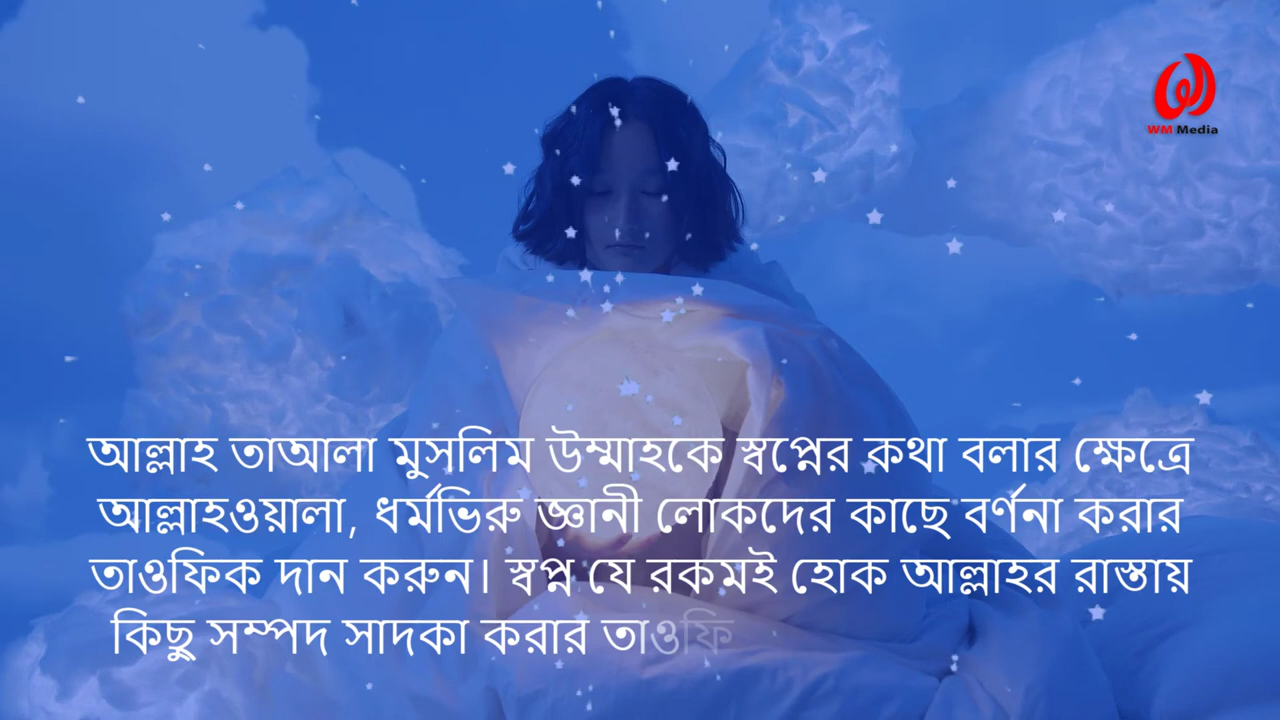 WM Media
আল্লাহ তাআলা মুসলিম উম্মাহকে স্বপ্নের কথা বলার ক্ষেত্রে
আল্লাহওয়ালা, ধর্মভিরু জ্ঞানী লোকদের কাছে বর্ণনা করার
তাওফিক দান করুন। স্বপ্ন যে রকমই হোক আল্লাহর রাস্তায়
কিছু সম্পদ সাদকা করার তাওফি